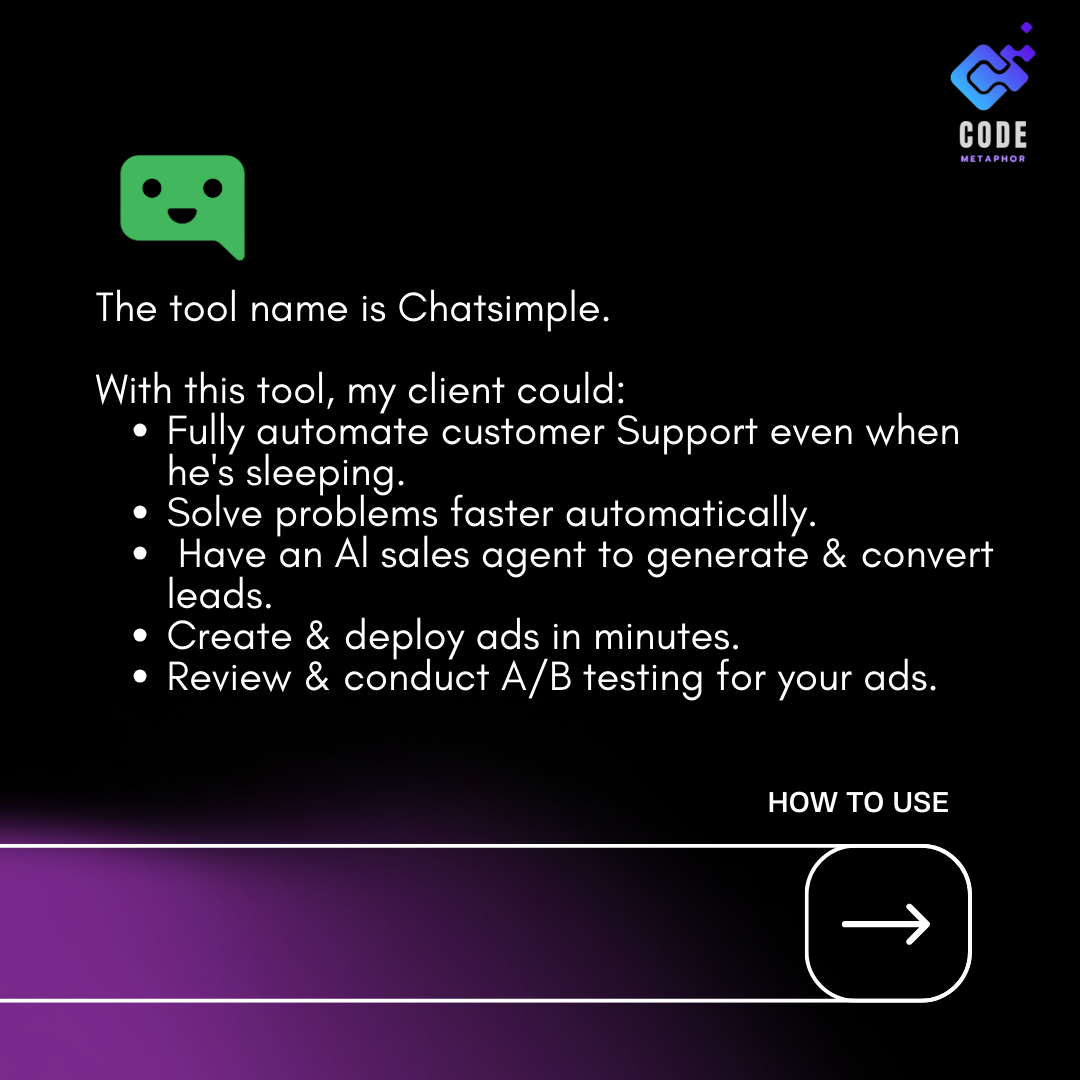 CODE
METAPHOR
The tool name is Chatsimple.
With this tool, my client could:
• Fully automate customer Support even when
he's sleeping.
• Solve problems faster automatically.
• Have an AI sales agent to generate & convert
leads.
• Create & deploy ads in minutes.
• Review & conduct A/B testing for your ads.
HOW TO USE